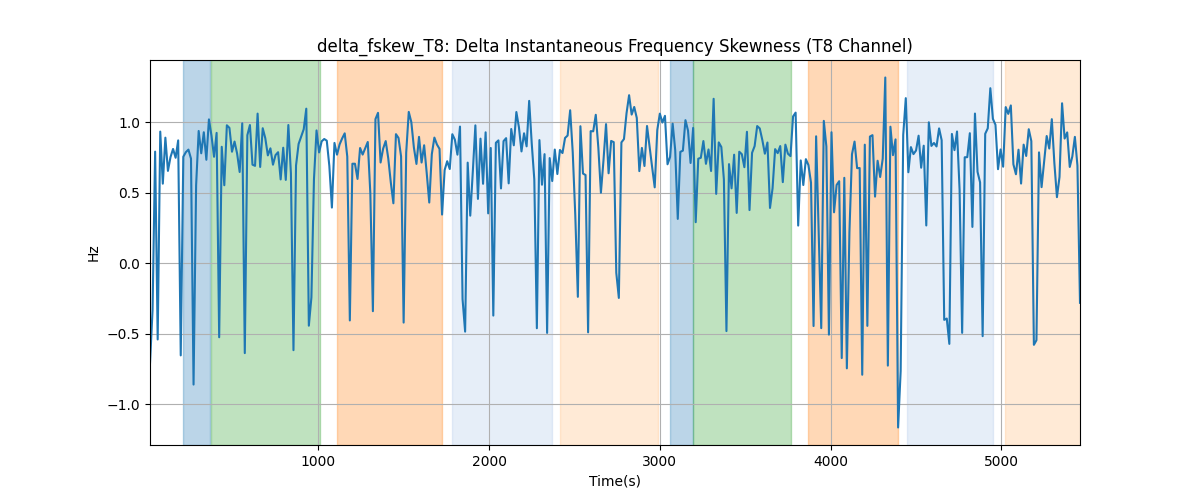 delta_fskew_T8: Delta Instantaneous Frequency Skewness (T8 Channel)
1.0
0.5
0.0
−0.5
−1.0
Hz
1000 2000 3000 4000 5000
Time(s)